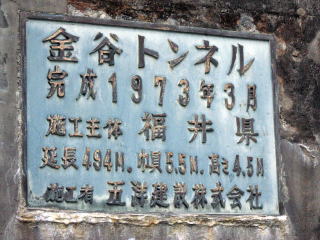 金谷トンネル
完成1973年3月
施工主体 福井県
延長494M. 巾員5.5M. 高さ4.5M
施工者 五洋建設株式会社